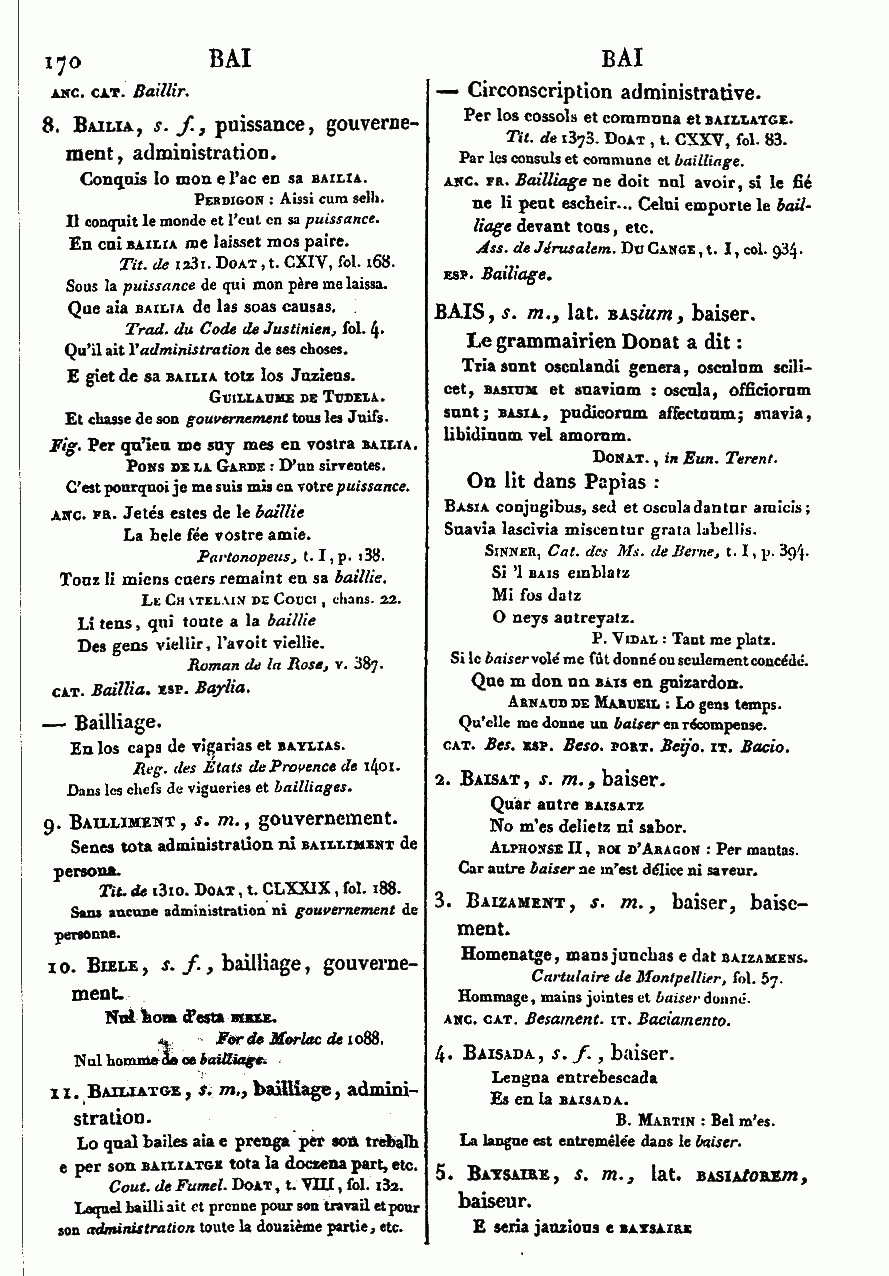 170 BAI BAI
ANC. CAT. Baillir.
8. BAILIA, s. f., puissance, gouverne-
ment, administration.
Conquis lo mon e l'ac en sa BAILIA.
PERDIGON : Aissi cum selh.
Il conquit le monde et l'eut en sa puissance.
En cui BAILIA me laisset mos paire.
Tit. de 1231. DOAT, t. CXIV, fol. 168.
Sous la puissance de qui mon père me laissa.
Que aia BAILIA de las soas causas.
Trad. du Code de Justinien, fol. 4.
Qu'il ait l'administration de ses choses.
E giet de sa BAILIA totz los Juziens.
GUILLAUME DE TUDELA.
Et chasse de son gouvernement tous les Juifs.
Fig. Per qu'ieu me suy mes en vostra BAILIA.
PONS DE LA GARDE : D'un sirventes.
C'est pourquoi je me suis mis en votre puissance.
ANC. FR. Jetés estes de le baillie
La bele fée vostre amie.
Partonopeus, t. I, p. 138.
Touz li miens cuers remaint en sa baillie.
LE CHATELAIN DE COUCI, chans. 22.
Li tens, qui toute a la baillie
Des gens viellir, l'avoit viellie.
Roman de la Rose, v. 387.
CAT. Baillia. ESP. Baylia.
— Bailliage.
En los caps de vigarias et BAYLIAS.
Reg. des États de Provence de 1401.
Dans les chefs de vigueries et bailliages.
9. BAILLIMENT, s. m., gouvernement.
Senes tota administration ni BAILLIMENT de
persona.
Tit. de 1310. DOAT, t. CLXXIX, fol. 188.
Sans aucune administration ni gouvernement de
personne.
10. BIELE, s. f., bailliage, gouverne-
ment.
Nul hom d'esta BIELE.
For de Morlac de 1088.
Nul homme de ce bailliage.
11. BAILIATGE, s. m., bailliage, admini-
stration.
Lo qual bailes aia e prenga per son trebalh
e per son BAILIATGE tota la doczena part, etc.
Cout. de Fumel. DOAT, t. VIII, fol. 132.
Lequel bailli ait et prenne pour son travail et pour
son administration toute la douzième partie, etc.
— Circonscription administrative.
Per los cossols et communa et BAILLATGE.
Tit. de 1373. DOAT, t. CXXV, fol. 83.
Par les consuls et commune et bailliage.
ANC. FR. Bailliage ne doit nul avoir, si le fié
ne li peut escheir... Celui emporte le bail-
liage devant tous, etc.
Ass. de Jérusalem. DU CANGE, t. I, col. 934.
ESP. Bailiage.
BAIS, s. m., lat. BASium, baiser.
Le grammairien Donat a dit :
Tria sunt osculandi genera, osculum scili-
cet, BASIUM et suavium : oscula, officiorum
sunt; BASIA, pudicorum affectuum; suavia,
libidinum vel amorum.
DONAT., in Eun. Terent.
On lit dans Papias :
BASIA conjugibus, sed et oscula dantur amicis;
Suavia lascivia miscentur grata labellis.
SINNER, Cat. des Ms. de Berne, t. I, p. 394.
Si 'l BAIS emblatz
Mi fos datz
O neys autreyatz.
P. VIDAL : Tant me platz.
Si le baiser volé me fût donné ou seulement concédé.
Que m don un BAIS en guizardon.
ARNAUD DE MARUEIL : Lo gens temps.
Qu'elle me donne un baiser en récompense.
CAT. Bes. ESP. Beso. PORT. Beijo. IT. Bacio.
2. BAISAT, s. m., baiser.
Quar autre BAISATZ
No m'es delietz ni sabor.
ALPHONSE II, ROI D'ARAGON : Per mantas.
Car autre baiser ne m'est délice ni saveur.
3. BAIZAMENT, s. m., baiser, baise-
ment.
Homenatge, mans junchas e dat BAIZAMENS.
Cartulaire de Montpellier, fol. 57.
Hommage, mains jointes et baiser donné.
ANC. CAT. Besament. IT. Baciamento.
4. BAISADA, s. f., baiser.
Lengua entrebescada
Es en la BAISADA.
B. MARTIN : Bel m'es.
La langue est entremêlée dans le baiser.
5. BAYSAIRE, s. m., lat. BASIAtOREm,
baiseur.
E seria jauzions e BAYSAIRE